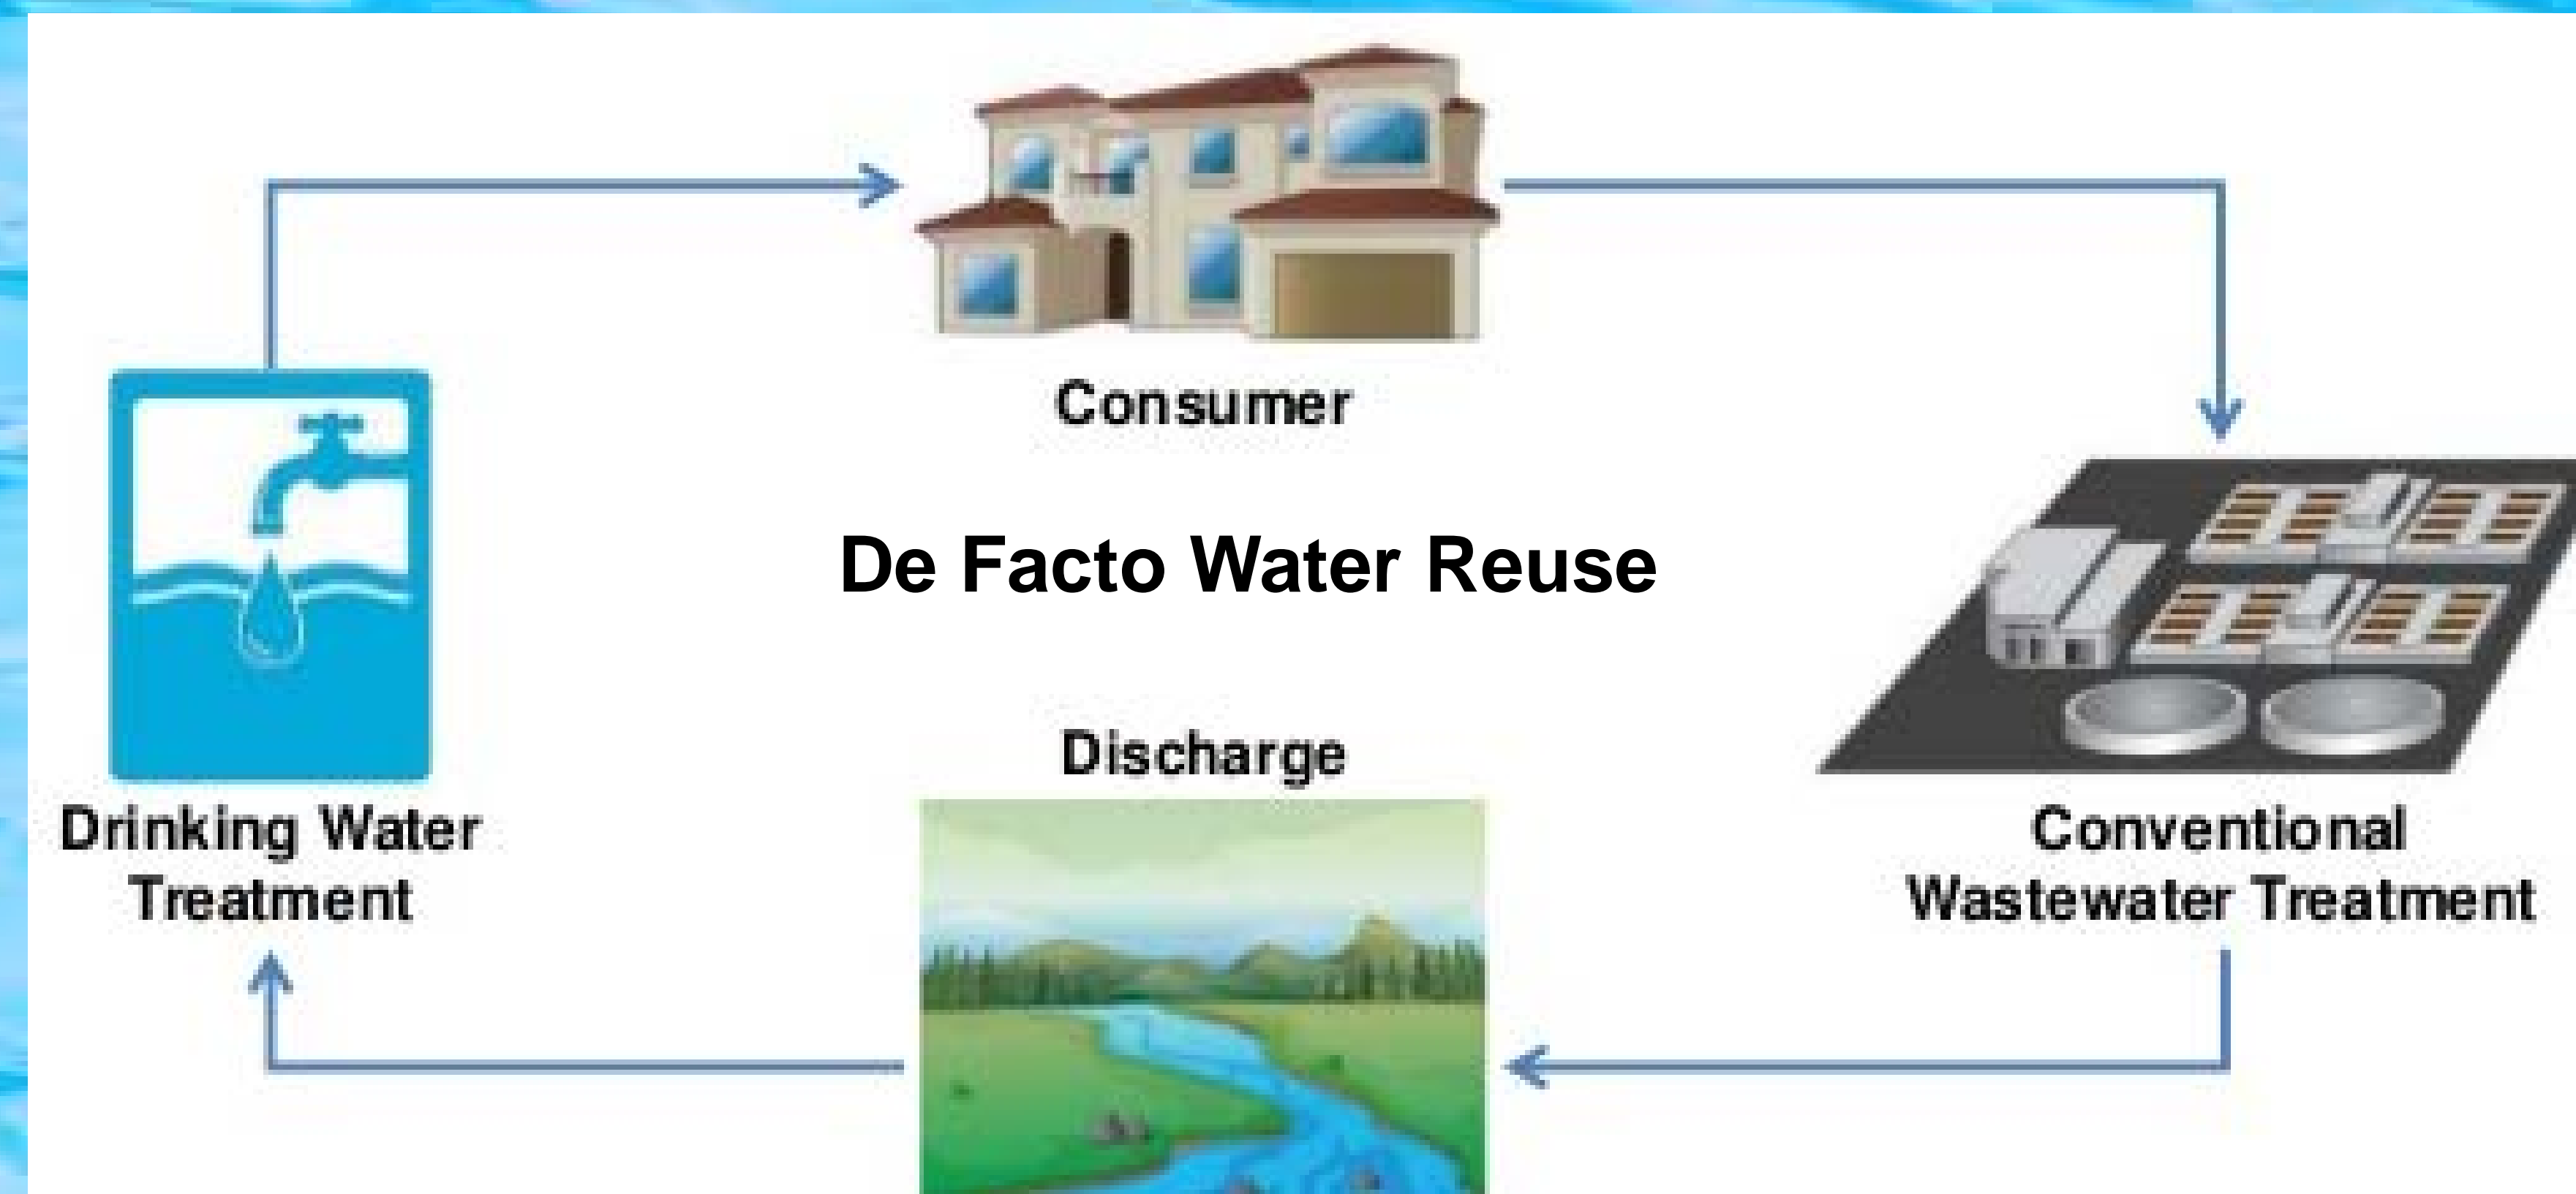 Consumer
De Facto Water Reuse
Discharge
Drinking Water
Treatment
Conventional
Wastewater Treatment